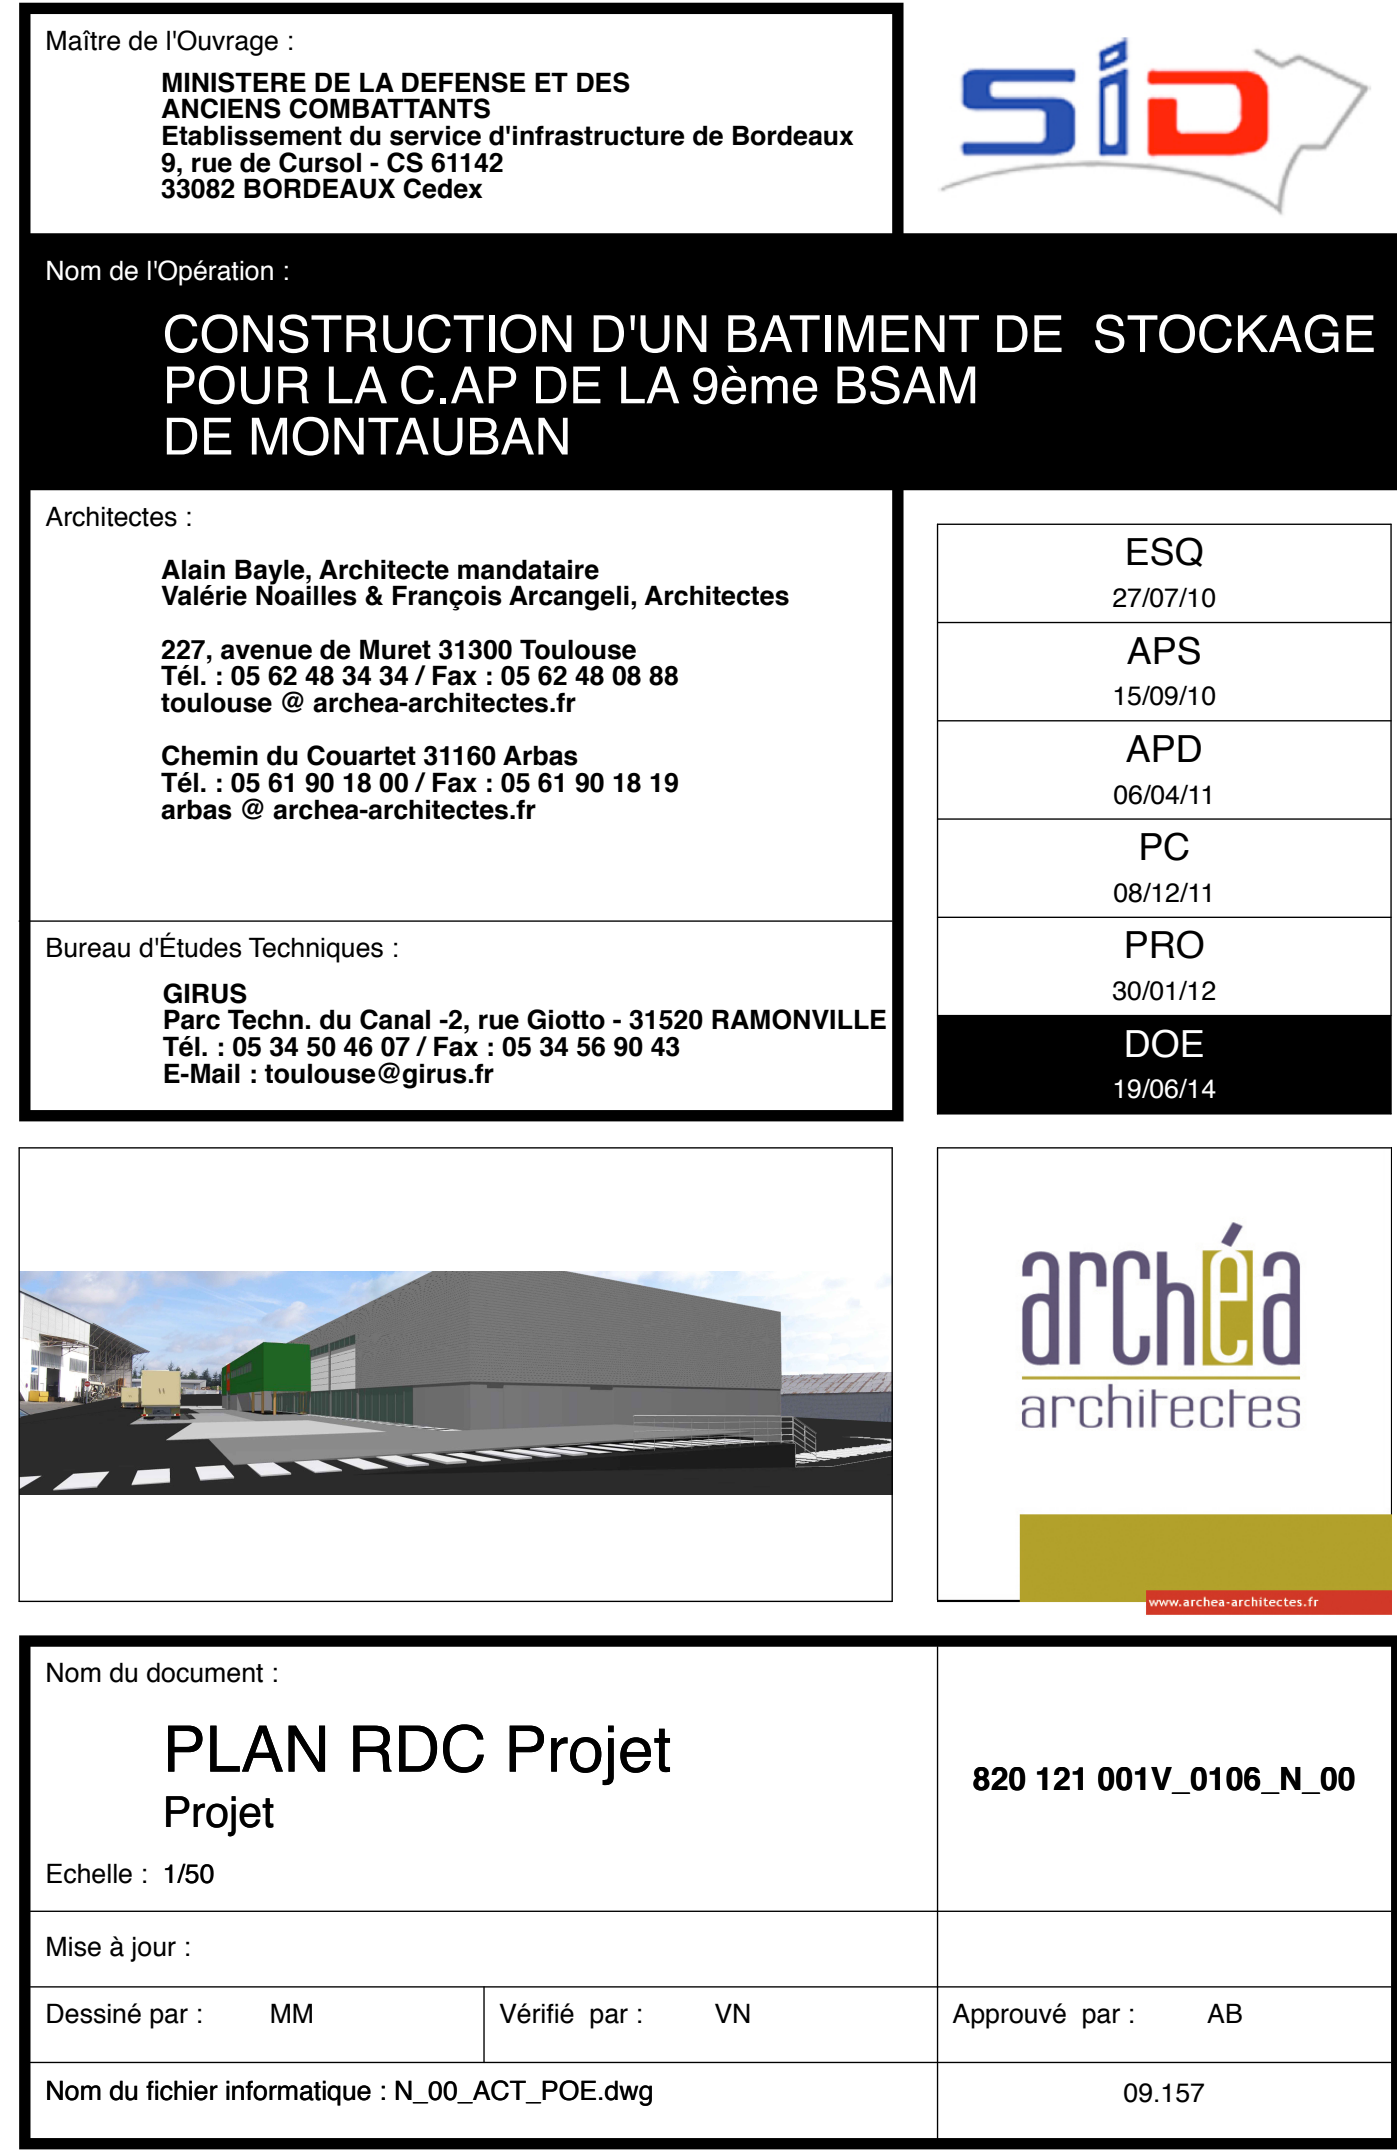 Maître de l'Ouvrage :
MINISTERE DE LA DEFENSE ET DES
ANCIENS COMBATTANTS
Etablissement du service d'infrastructure de Bordeaux
9, rue de Cursol - CS 61142
33082 BORDEAUX Cedex
SiD
Nom de l'Opération :
CONSTRUCTION D'UN BATIMENT DE  STOCKAGE
POUR LA C.AP DE LA 9ème BSAM
DE MONTAUBAN
Architectes :
Alain Bayle, Architecte mandataire
Valérie Noailles & François Arcangeli, Architectes
227, avenue de Muret 31300 Toulouse
Tél. : 05 62 48 34 34 / Fax : 05 62 48 08 88
toulouse @ archea-architectes.fr
Chemin du Couartet 31160 Arbas
Tél. : 05 61 90 18 00 / Fax : 05 61 90 18 19
arbas @ archea-architectes.fr
Bureau d'Études Techniques :
GIRUS
Parc Techn. du Canal -2, rue Giotto - 31520 RAMONVILLE
Tél. : 05 34 50 46 07 / Fax : 05 34 56 90 43
E-Mail : toulouse@girus.fr
ESQ
27/07/10
APS
15/09/10
APD
06/04/11
PC
08/12/11
PRO
30/01/12
DOE
19/06/14
archéa
architectes
www.archea-architectes.fr
Nom du document :
PLAN RDC Projet
Projet
Echelle : 1/50
820 121 001V_0106_N_00
Mise à jour :
Dessiné par : MM
Vérifié  par : VN
Approuvé  par : AB
Nom du fichier informatique : N_00_ACT_POE.dwg
09.157